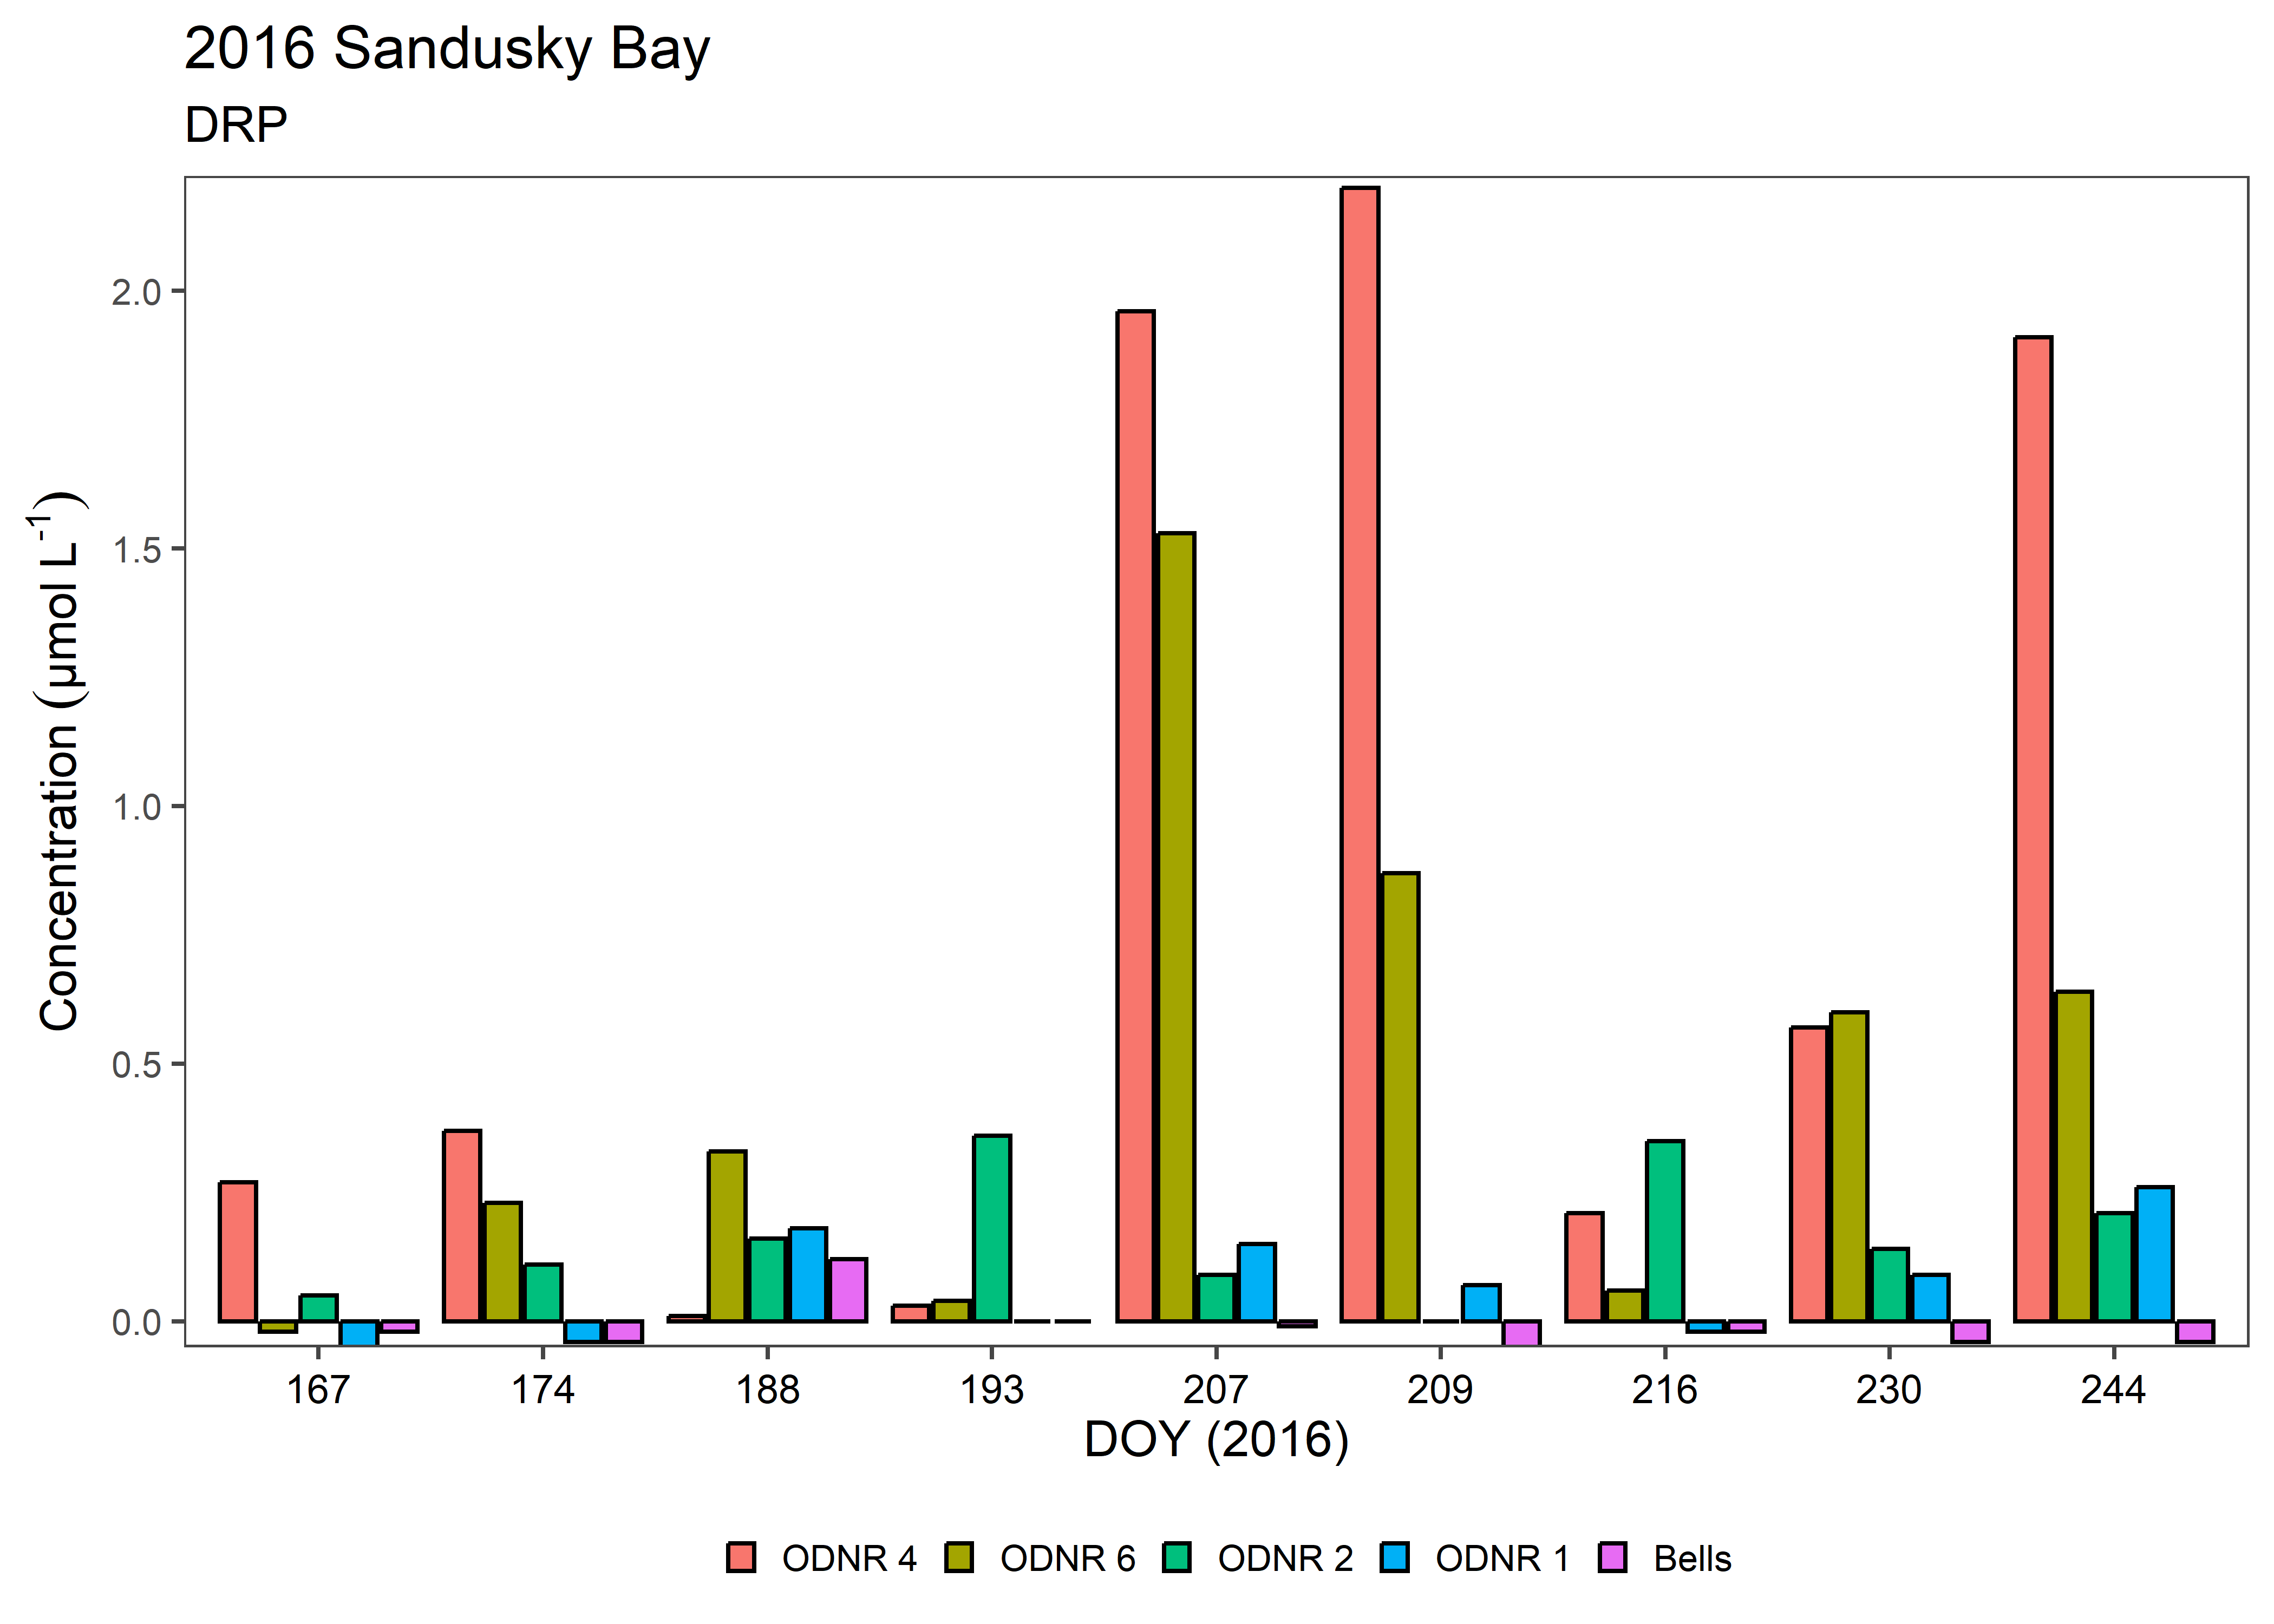 2016 Sandusky Bay
DRP
Concentration (µmol L-1)
2.0
1.5
1.0
0.5
0.0
167 174 188 193 207 209 216 230 244
DOY (2016)
ODNR 4 ODNR 6 ODNR 2 ODNR 1 Bells